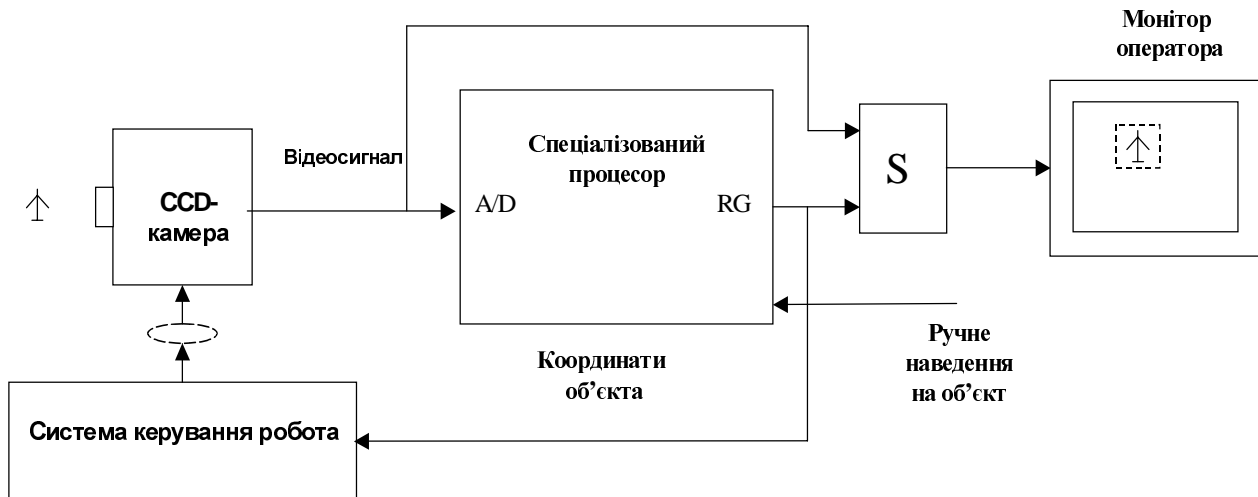 Монітор
оператора
Відеосигнал
Спеціалізований
процесор
S
CCD-
камера
A/D
RG
Координати
об’єкта
Ручне
наведення
на об’єкт
Система керування робота